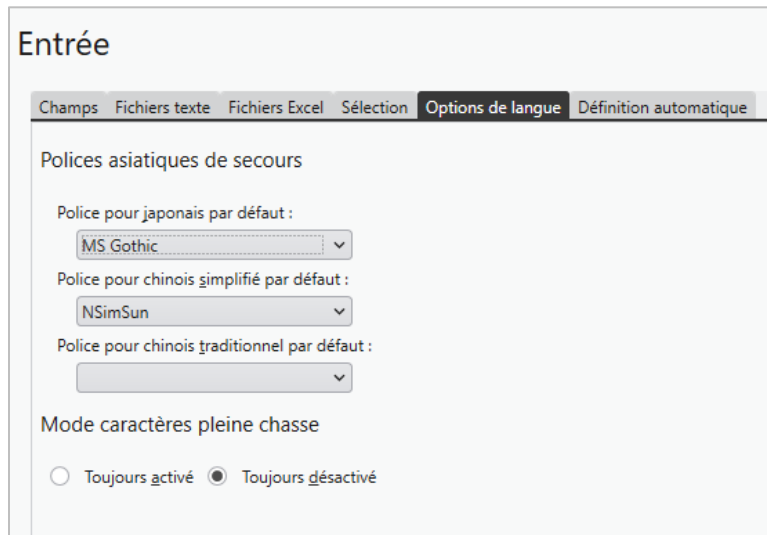 Entrée
Champs Fichiers texte Fichiers Excel Sélection Options de langue Définition automatique
Polices asiatiques de secours
Police pour japonais par défaut :
MS Gothic
Police pour chinois simplifié par défaut :
NSimSun
Police pour chinois traditionnel par défaut :
Mode caractères pleine chasse
Toujours activé Toujours désactivé